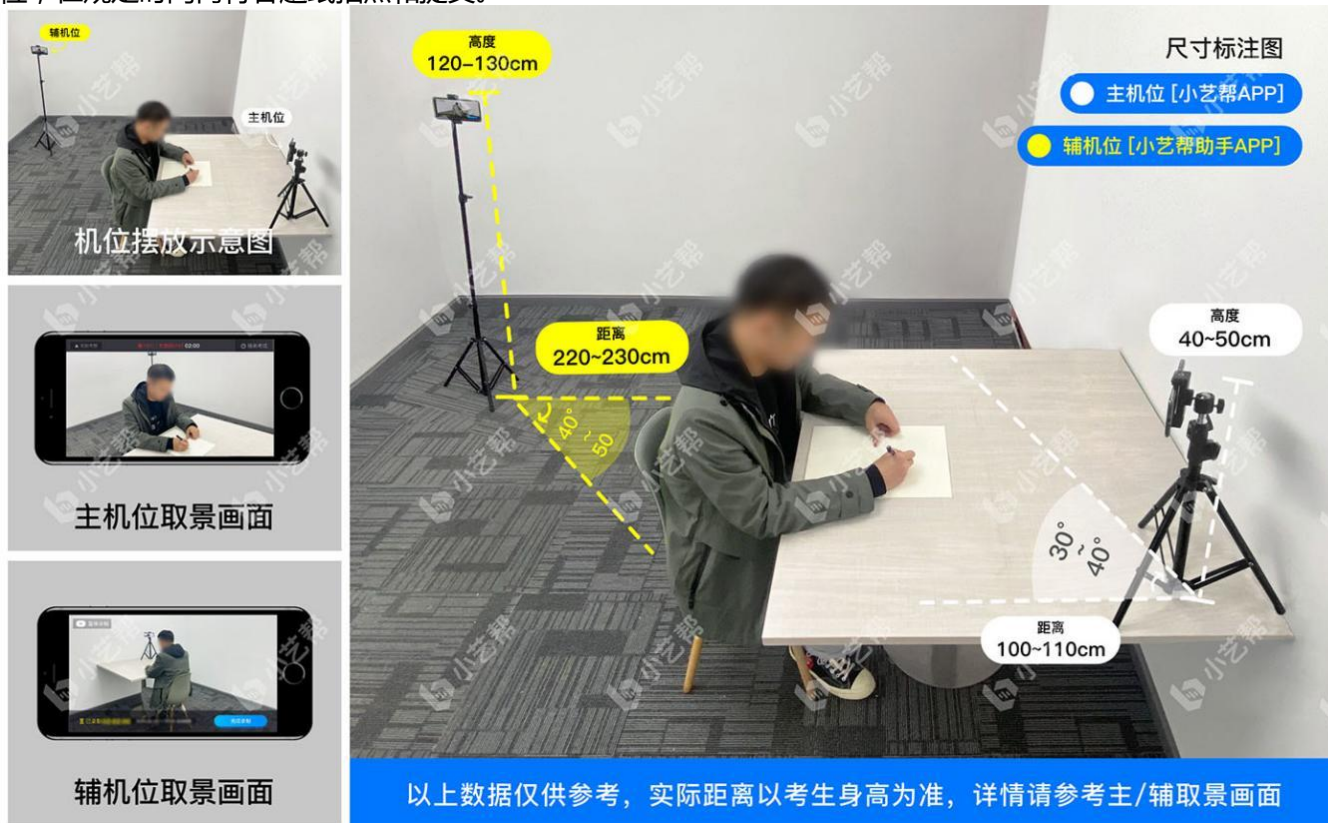 辅机位
主机位
机位摆放示意图
主机位取景画面
辅机位取景画面
高度
120-130cm
尺寸标注图
主机位 [小艺帮APP]
辅机位 [小艺帮助手APP]
距离
220~230cm
40°
~
50
高度
40~50cm
30°
~
40°
距离
100~110cm
以上数据仅供参考，实际距离以考生身高为准，详情请参考主/辅取景画面
小艺帮